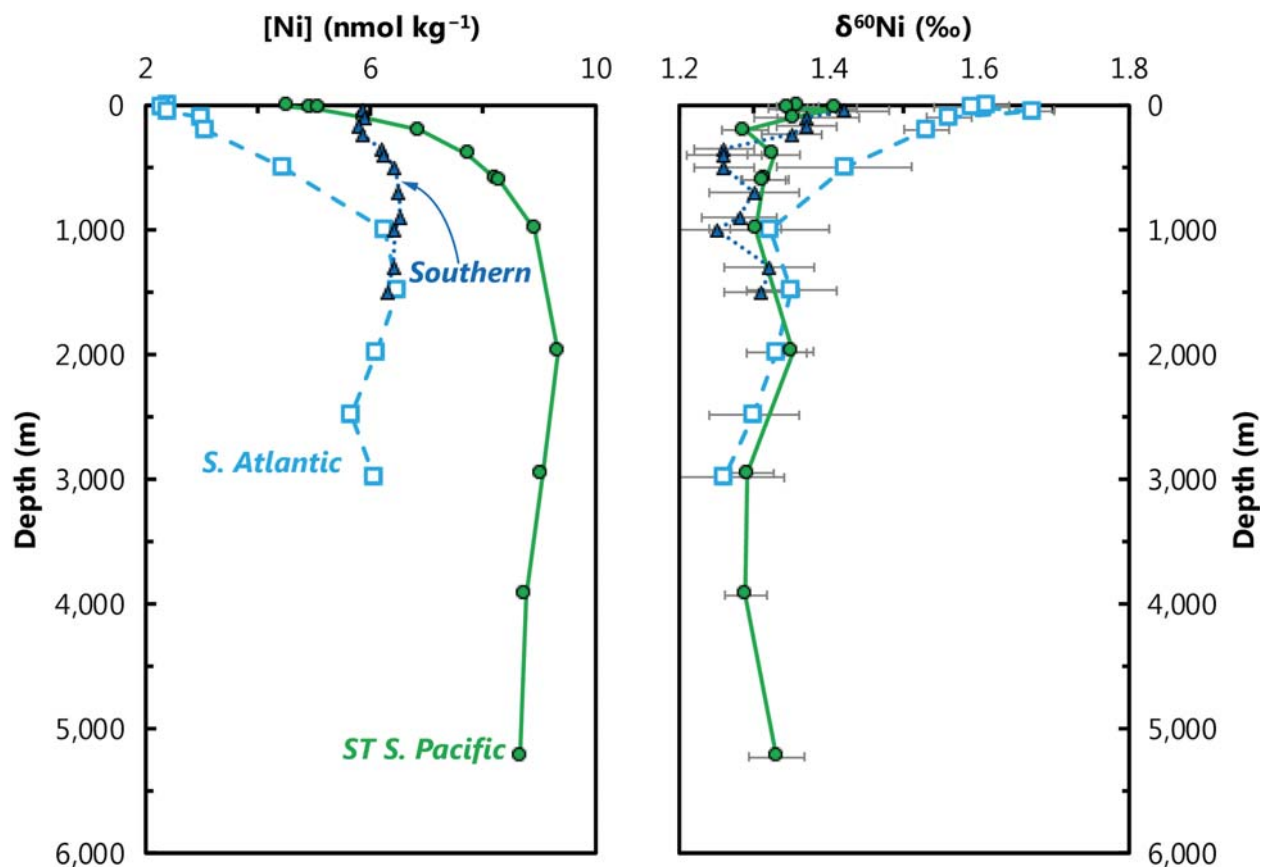 [Ni] (nmol kg⁻¹)
δ⁶⁰Ni (‰)
2 6 10
1.2 1.4 1.6 1.8
0 0
1,000 1,000
Southern
2,000 2,000
S. Atlantic
3,000 3,000
Depth (m) Depth (m)
4,000 4,000
5,000 5,000
ST S. Pacific
6,000 6,000